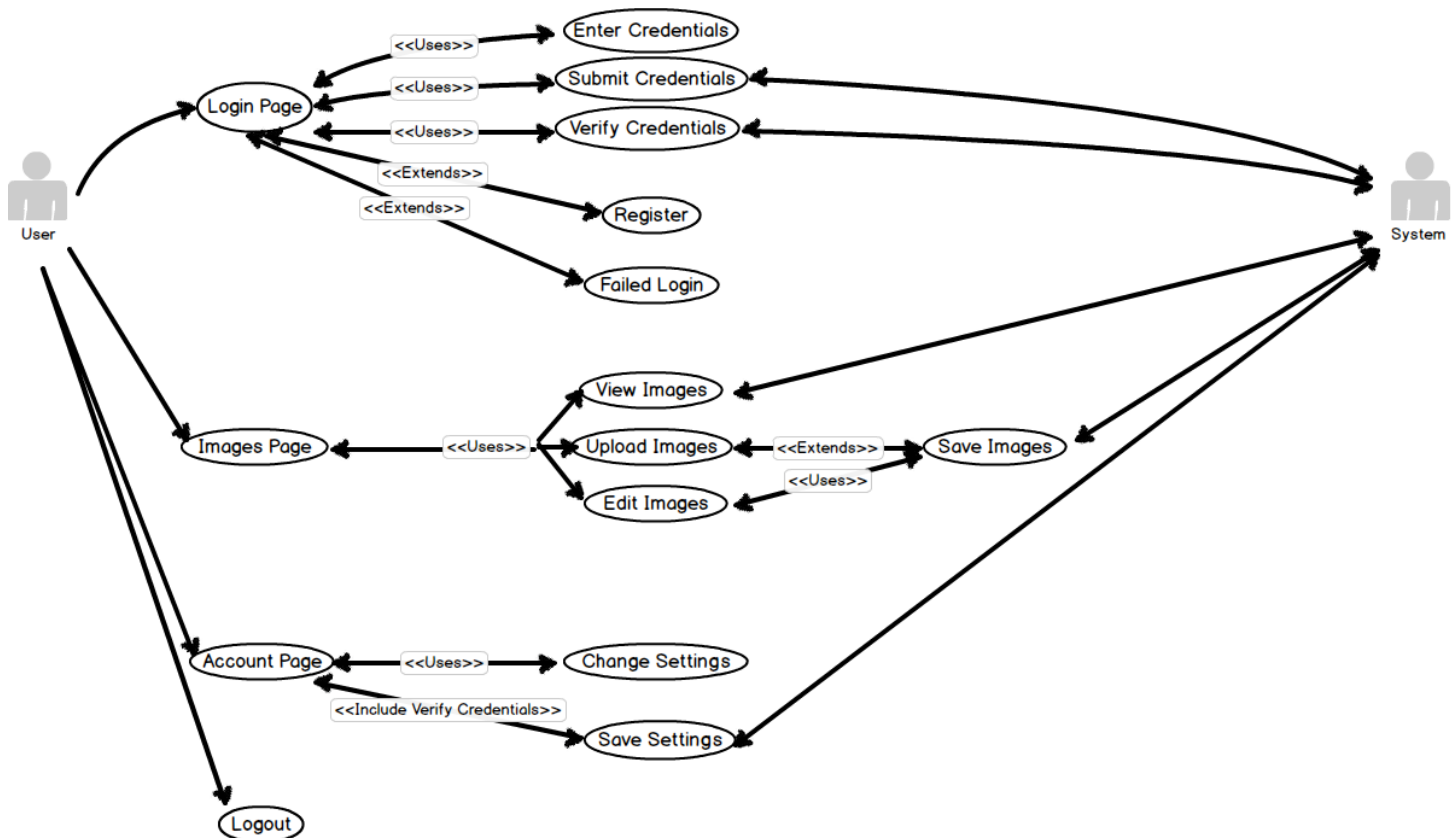 Enter Credentials
<<Uses>>
Submit Credentials
<<Uses>>
Login Page
Verify Credentials
<<Uses>>
<<Extends>>
<<Extends>>
Register
User
System
Failed Login
View Images
Images Page
<<Uses>>
Upload Images
<<Extends>>
Save Images
<<Uses>>
Edit Images
Account Page
<<Uses>>
Change Settings
<<Include Verify Credentials>>
Save Settings
Logout